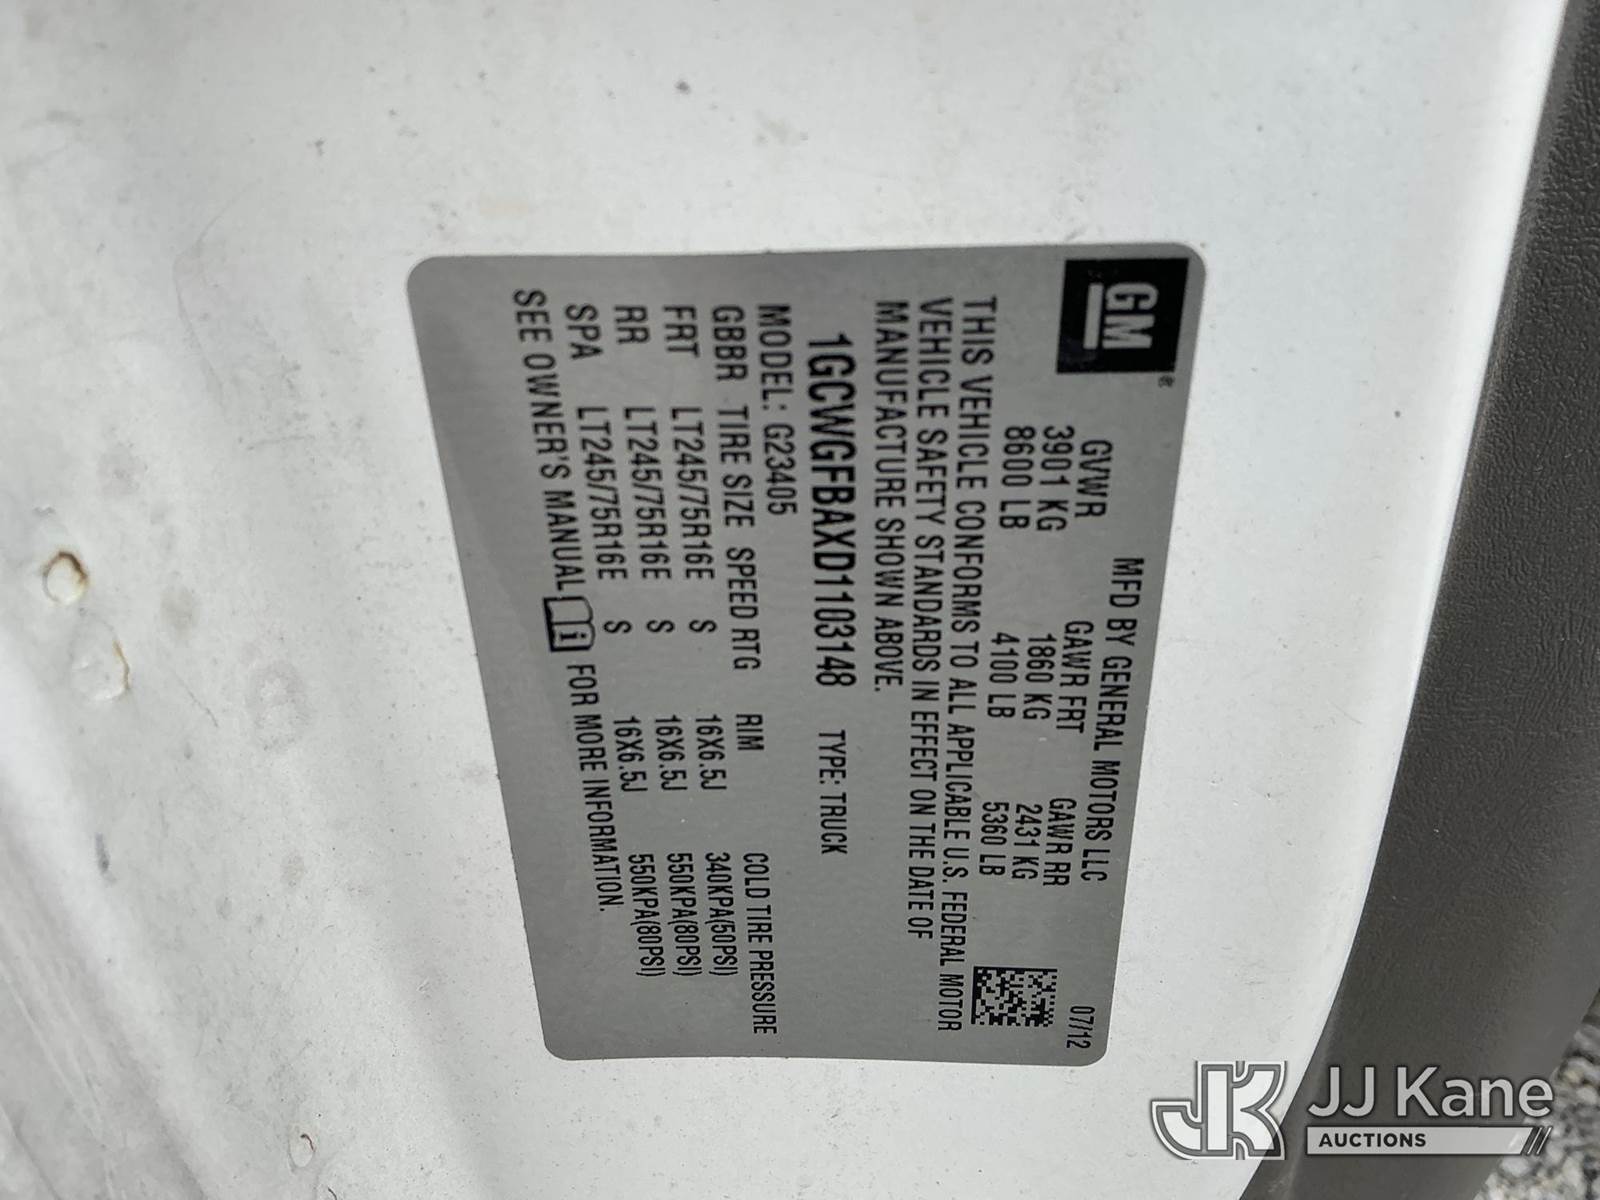 GM®
MFD BY GENERAL MOTORS LLC 07/12
GVWR GAWR FRT GAWR RR
3901 KG 1860 KG 2431 KG
8600 LB 4100 LB 5360 LB
THIS VEHICLE CONFORMS TO ALL APPLICABLE U.S. FEDERAL MOTOR
VEHICLE SAFETY STANDARDS IN EFFECT ON THE DATE OF
MANUFACTURE SHOWN ABOVE.
1GCWGFBAXD1103148 TYPE: TRUCK
MODEL: G23405
GBBR TIRE SIZE SPEED RTG RIM COLD TIRE PRESSURE
FRT LT245/75R16E S 16X6.5J 340KPA(50PSI)
RR LT245/75R16E S 16X6.5J 550KPA(80PSI)
SPA LT245/75R16E S 16X6.5J 550KPA(80PSI)
SEE OWNER'S MANUAL i FOR MORE INFORMATION.
JK JJ Kane
AUCTIONS